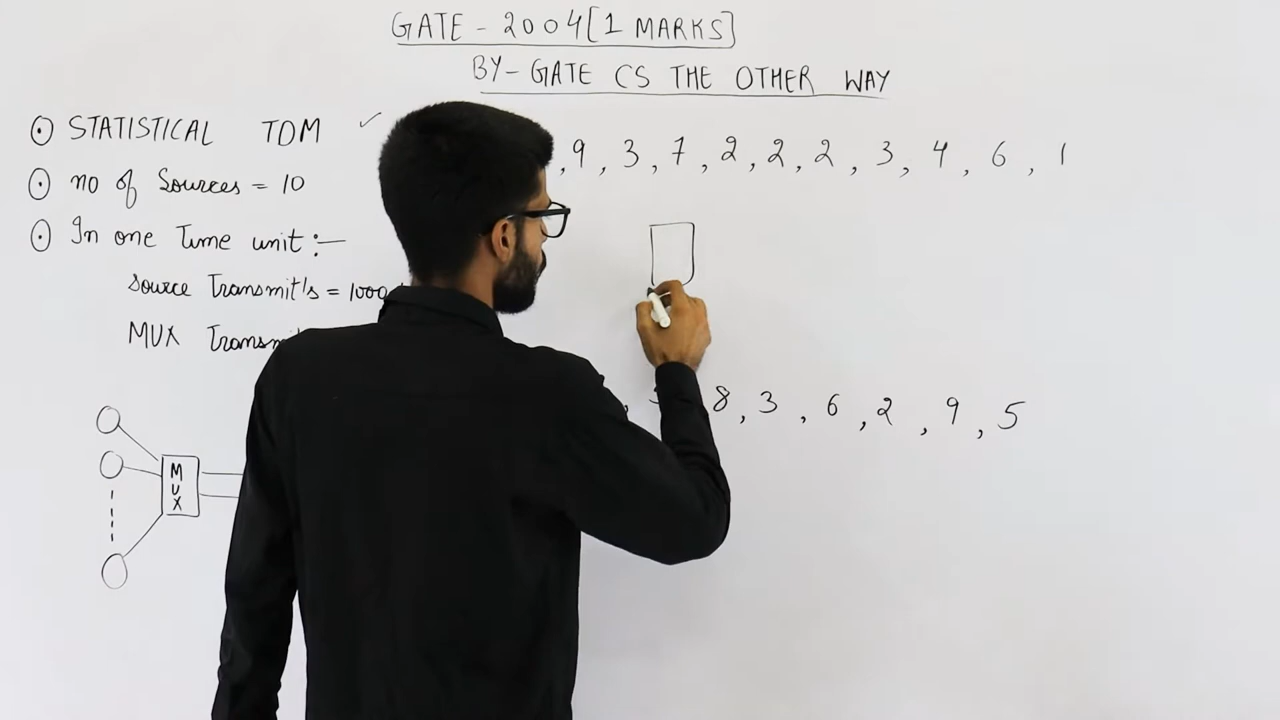 GATE - 2004 [1 MARKS]
BY - GATE CS THE OTHER WAY
STATISTICAL TDM
, 9, 3, 7, 2, 2, 2, 3, 4, 6, 1
no of Sources = 10
In one Time unit :-
Source Transmit's = 1000
MUX
, 8, 3, 6, 2, 9, 5
MUX